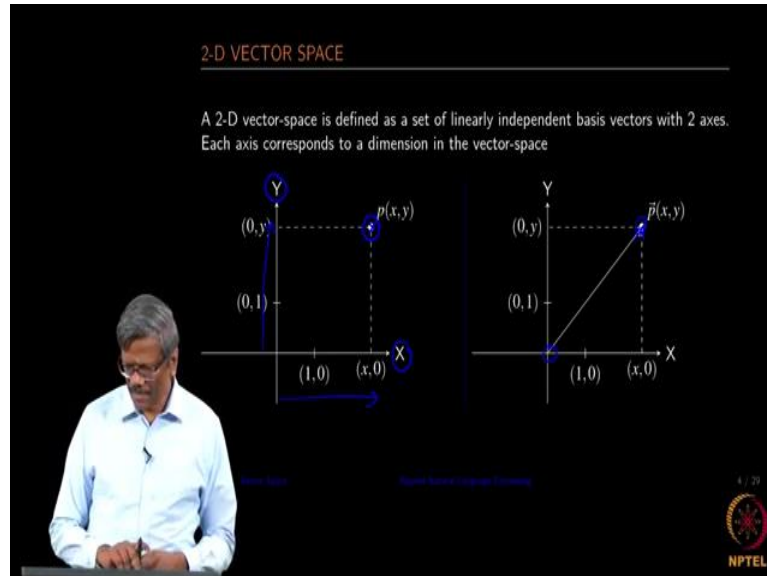 2-D VECTOR SPACE
A 2-D vector-space is defined as a set of linearly independent basis vectors with 2 axes.
Each axis corresponds to a dimension in the vector-space
Y
(0,y)
p(x,y)
(0,1)
X
(1,0)
(x,0)
Y
(0,y)
p⃗(x,y)
(0,1)
X
(1,0)
(x,0)
4 / 29
NPTEL